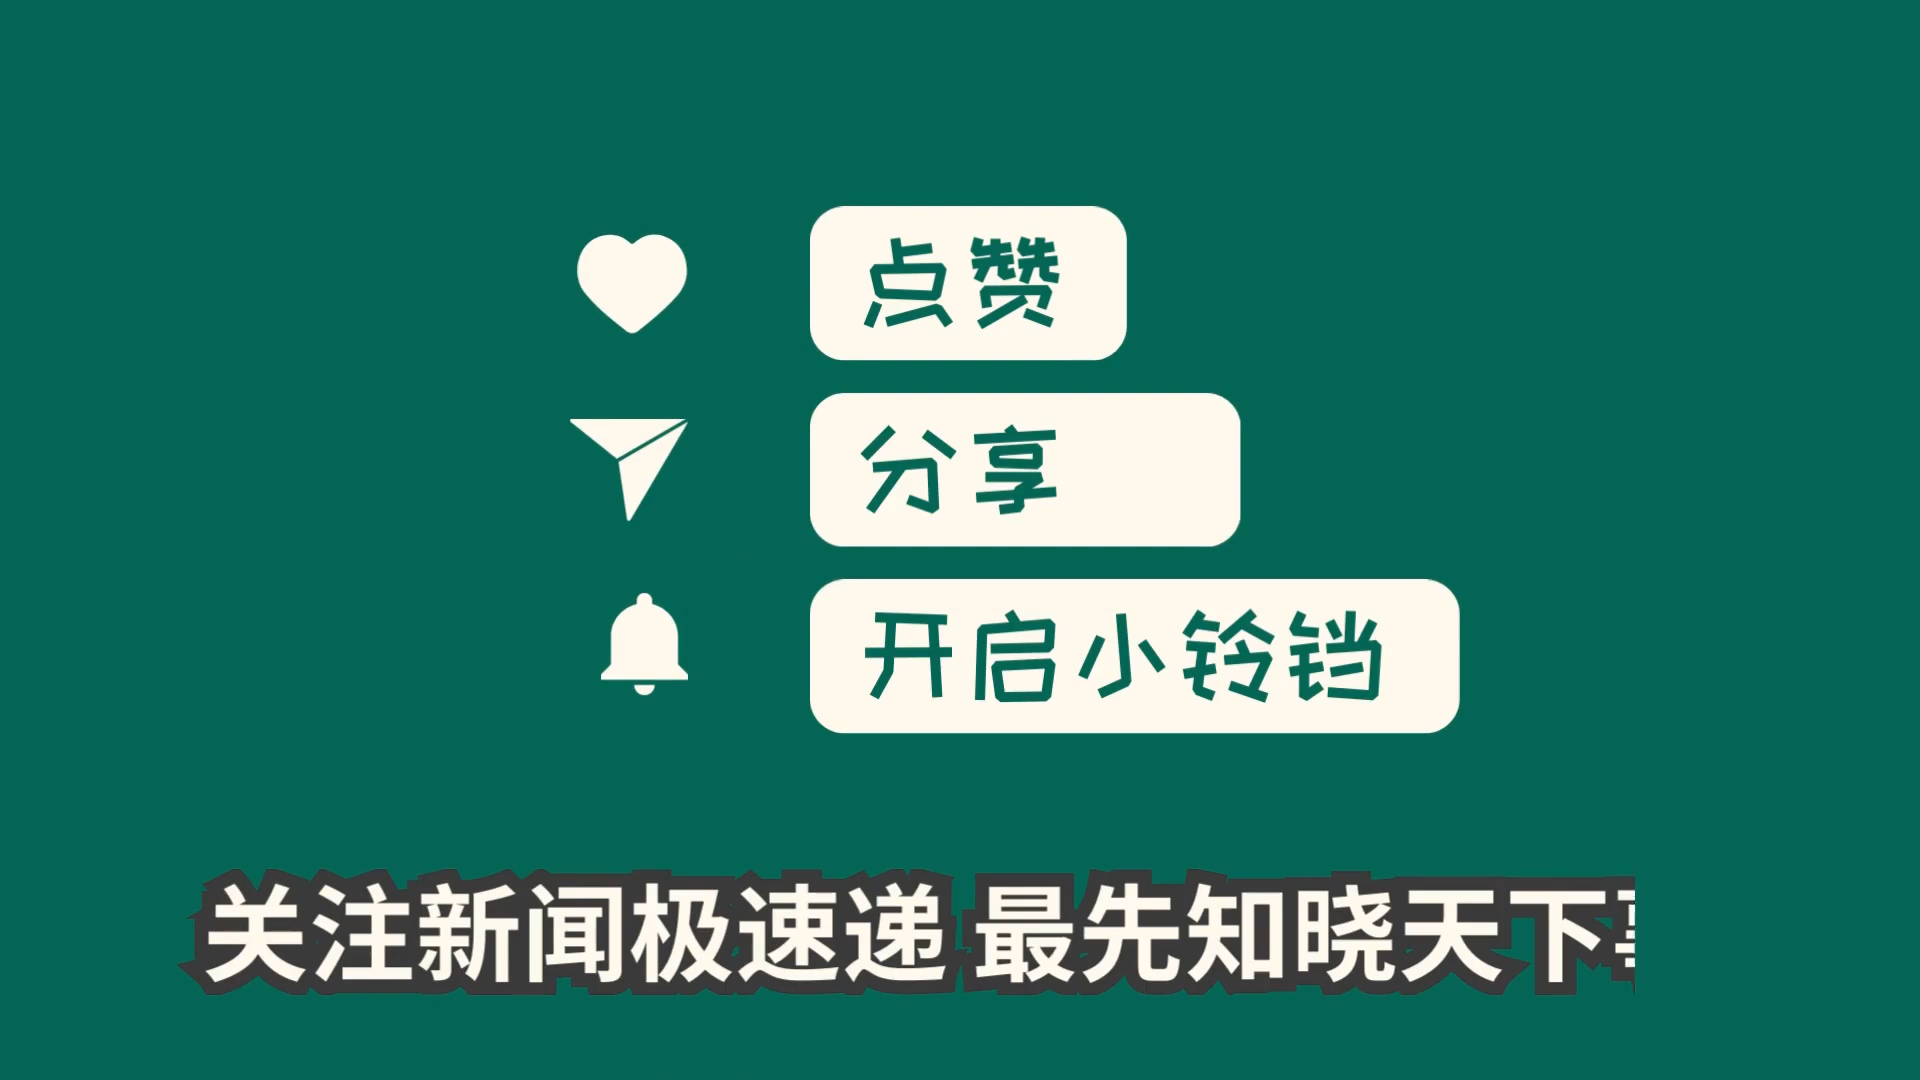 点赞
分享
开启小铃铛
关注新闻极速递 最先知晓天下